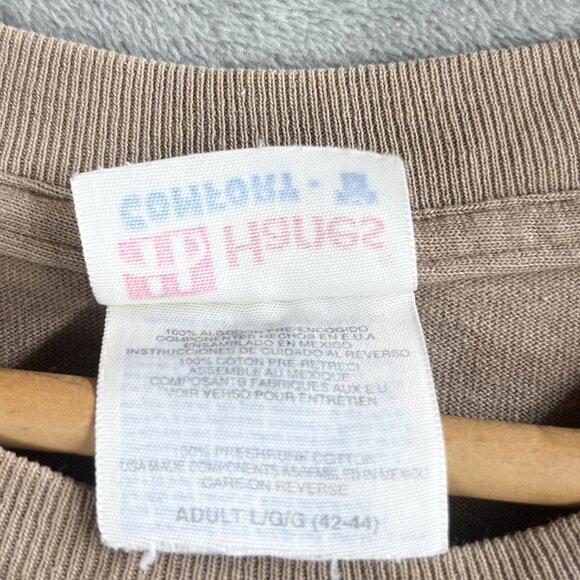 COMFORT -
Hanes
100% ALGODON PRE-ENCOGIDO
COMPONENTES HECHOS EN E.U.A.
ENSAMBLADO EN MEXICO
INSTRUCCIONES DE CUIDADO AL REVERSO
100% COTON PRE-RETRECI
ASSEMBLE AU MEXIQUE
COMPOSANTS FABRIQUES AUX E.U.
VOIR VERSO POUR ENTRETIEN
100% PRESHRUNK COTTON
USA MADE COMPONENTS ASSEMBLED IN MEXICO
CARE ON REVERSE
ADULT L/G/G (42-44)